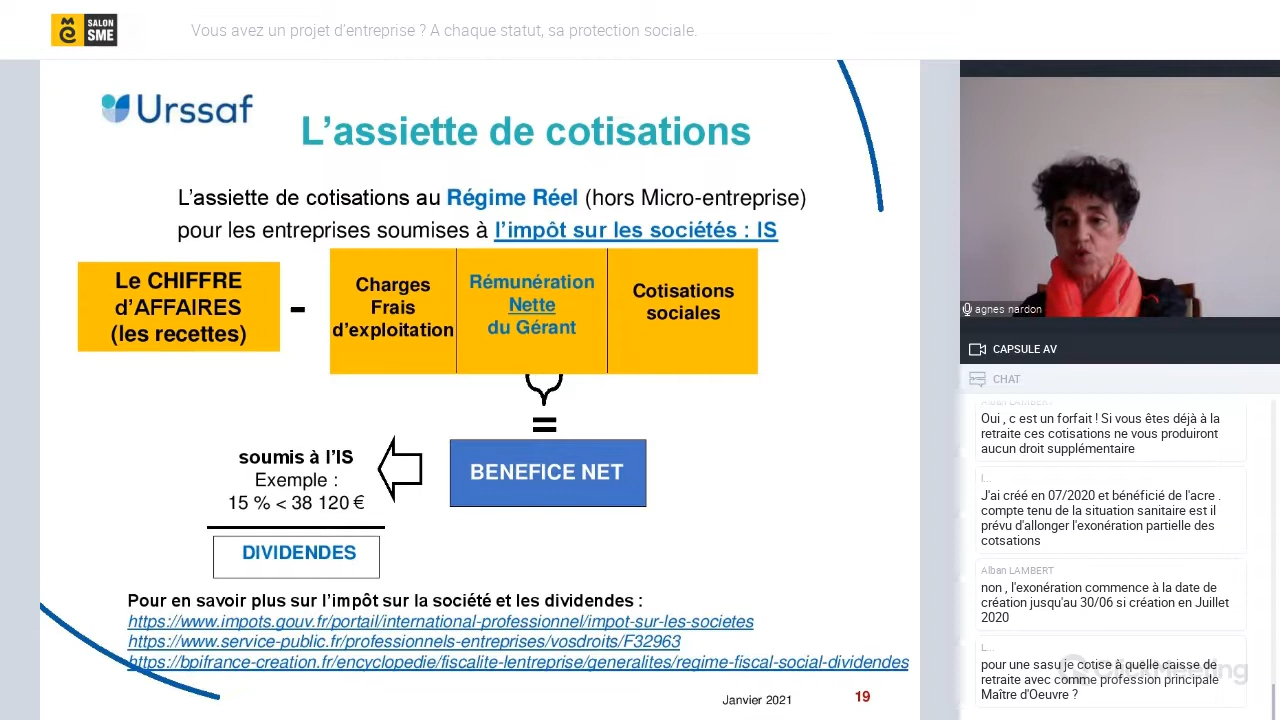 SALON
SME
Vous avez un projet d'entreprise ? A chaque statut, sa protection sociale.
Urssaf
L'assiette de cotisations
L'assiette de cotisations au Régime Réel (hors Micro-entreprise)
pour les entreprises soumises à l'impôt sur les sociétés : IS
Le CHIFFRE
d'AFFAIRES
(les recettes)
-
Charges
Frais
d'exploitation
Rémunération
Nette
du Gérant
Cotisations
sociales
=
BENEFICE NET
soumis à l'IS
Exemple :
15 % < 38 120 €
DIVIDENDES
Pour en savoir plus sur l'impôt sur la société et les dividendes :
https://www.impots.gouv.fr/portail/international-professionnel/impot-sur-les-societes
https://www.service-public.fr/professionnels-entreprises/vosdroits/F32963
https://bpifrance-creation.fr/encyclopedie/fiscalite-lentreprise/generalites/regime-fiscal-social-dividendes
Janvier 2021
19
agnes nardon
CAPSULE AV
CHAT
Alban LAMBERT
Oui , c est un forfait ! Si vous êtes déjà à la
retraite ces cotisations ne vous produiront
aucun droit supplémentaire
I...
J'ai créé en 07/2020 et bénéficié de l'acre .
compte tenu de la situation sanitaire est il
prévu d'allonger l'exonération partielle des
cotsations
Alban LAMBERT
non , l'exonération commence à la date de
création jusqu'au 30/06 si création en Juillet
2020
L...
pour une sasu je cotise à quelle caisse de
retraite avec comme profession principale
Maître d'Oeuvre ?
ClickMeeting